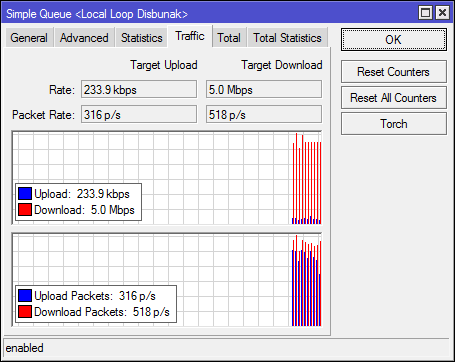 Simple Queue <Local Loop Disbunak>
General Advanced Statistics Traffic Total Total Statistics
OK
Target Upload Target Download
Reset Counters
Rate: 233.9 kbps 5.0 Mbps
Reset All Counters
Packet Rate: 316 p/s 518 p/s
Torch
Upload: 233.9 kbps
Download: 5.0 Mbps
Upload Packets: 316 p/s
Download Packets: 518 p/s
enabled